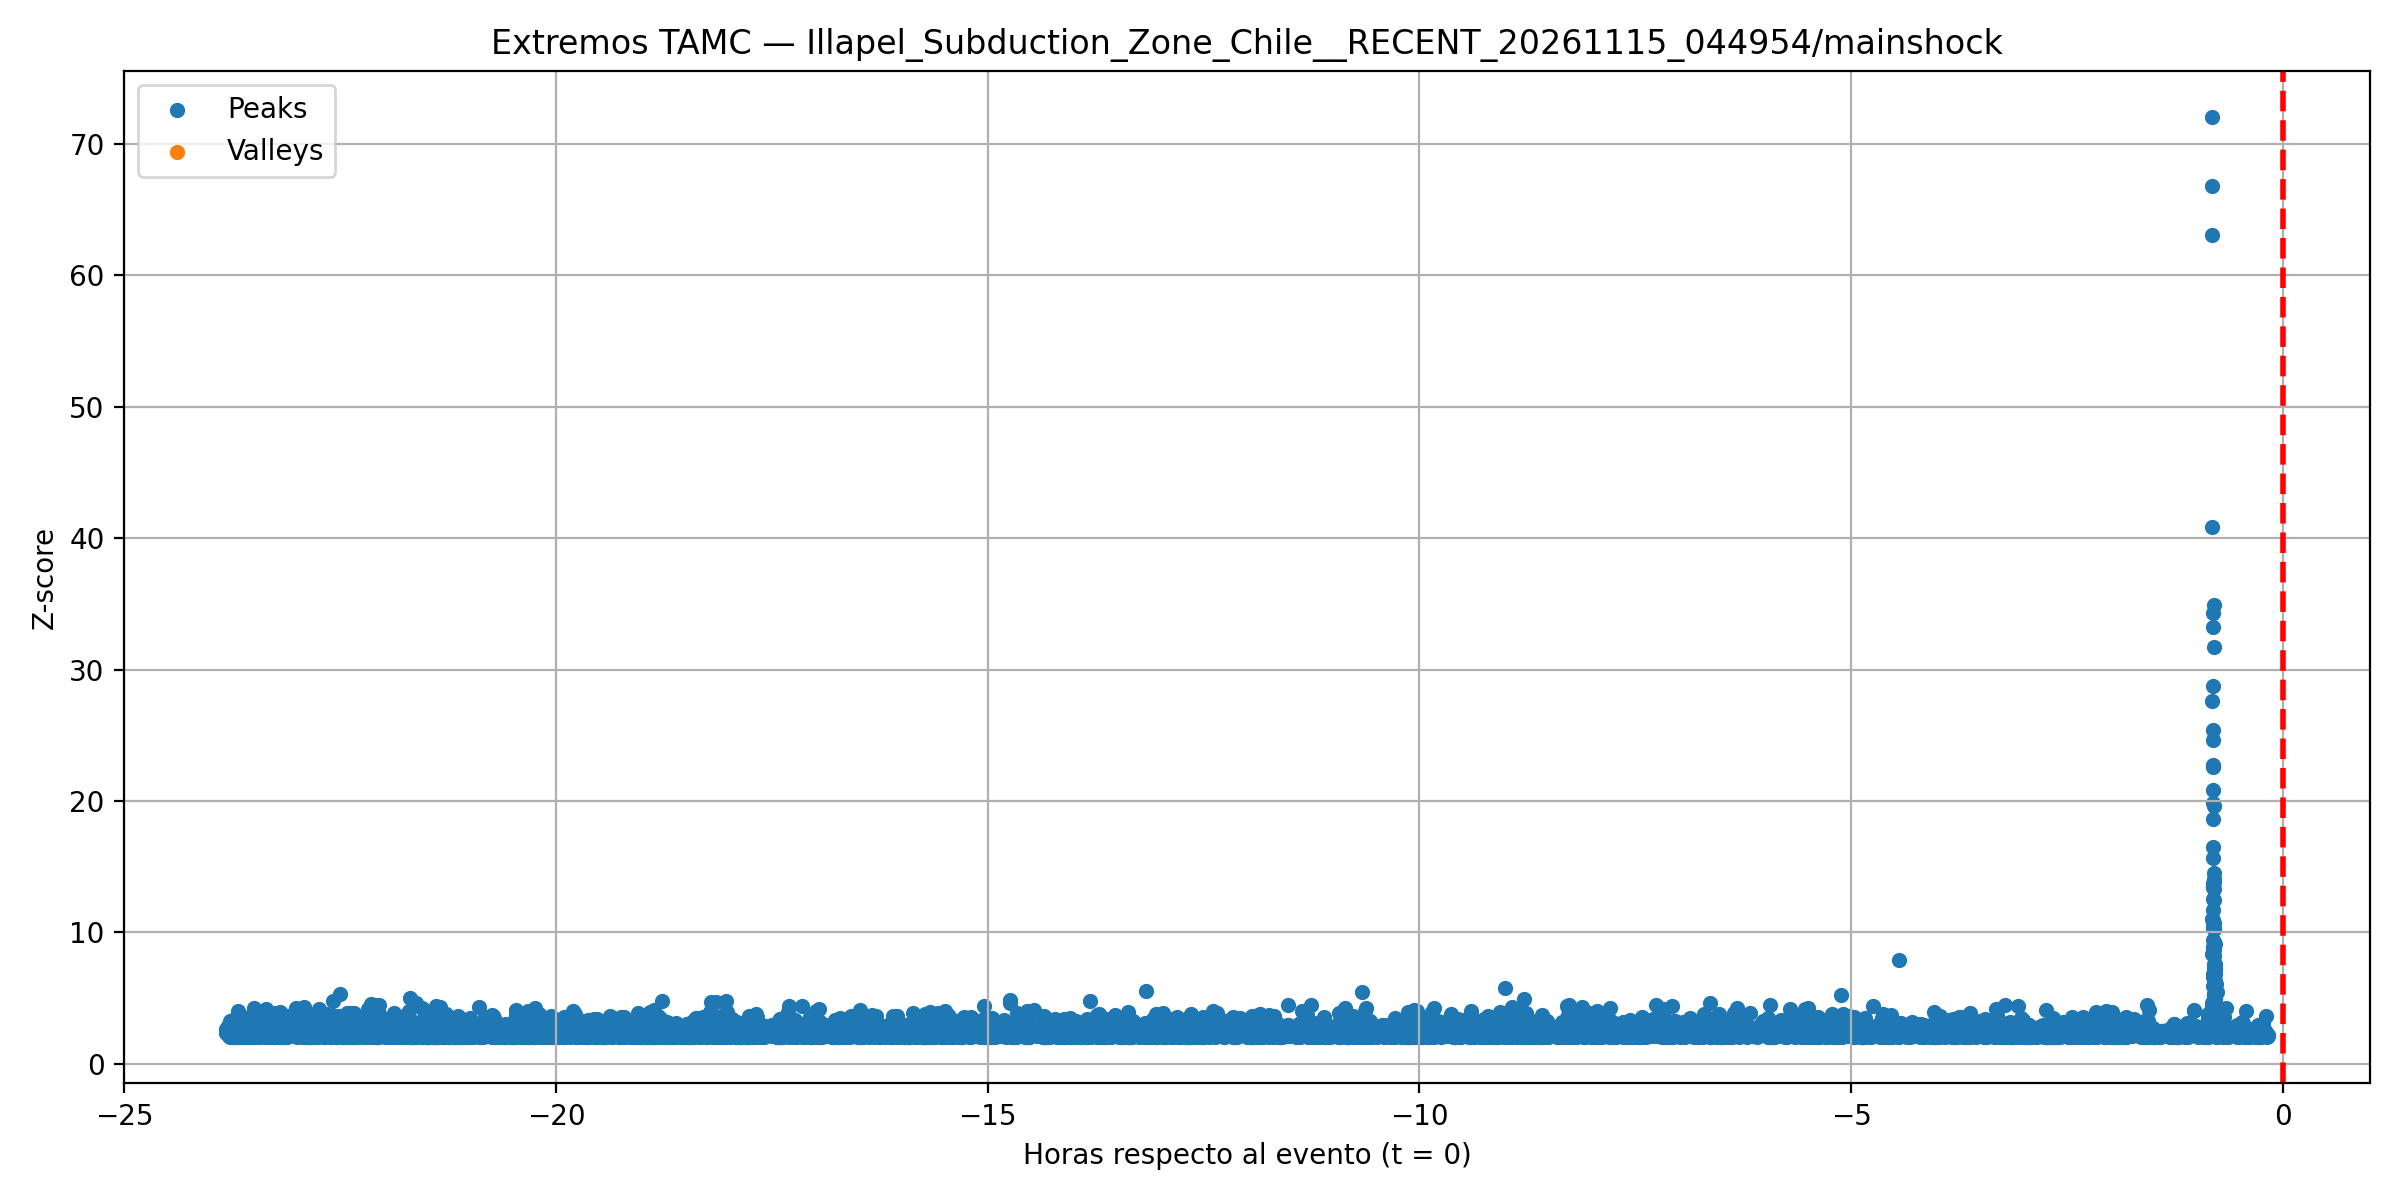 Extremos TAMC — Illapel_Subduction_Zone_Chile__RECENT_20261115_044954/mainshock
Peaks
Valleys
70
60
50
40
30
20
10
0
Z-score
−25
−20
−15
−10
−5
0
Horas respecto al evento (t = 0)